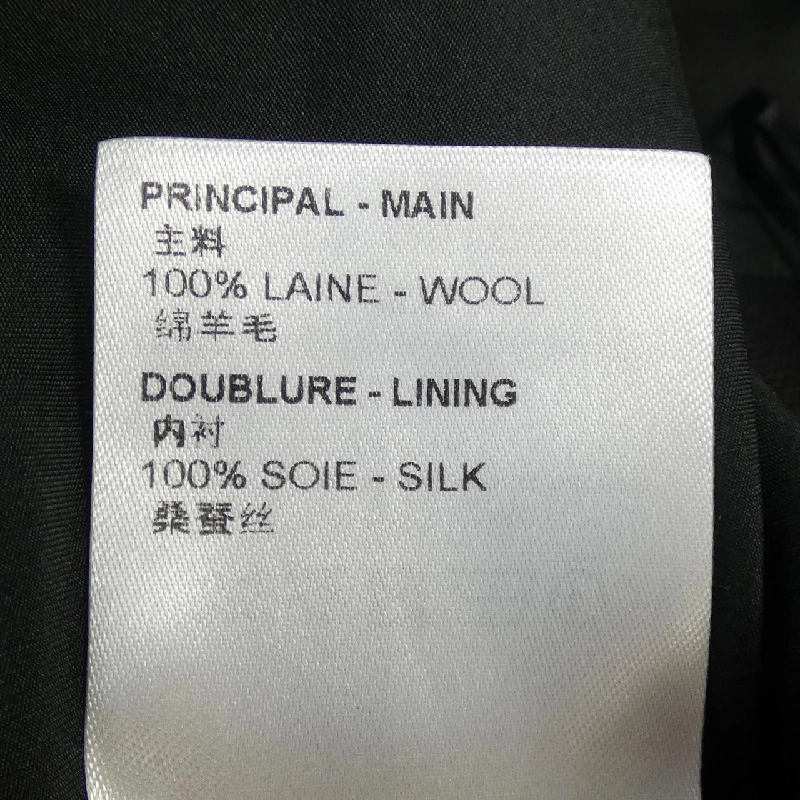 PRINCIPAL - MAIN
主料
100% LAINE - WOOL
绵羊毛
DOUBLURE - LINING
内衬
100% SOIE - SILK
桑蚕丝